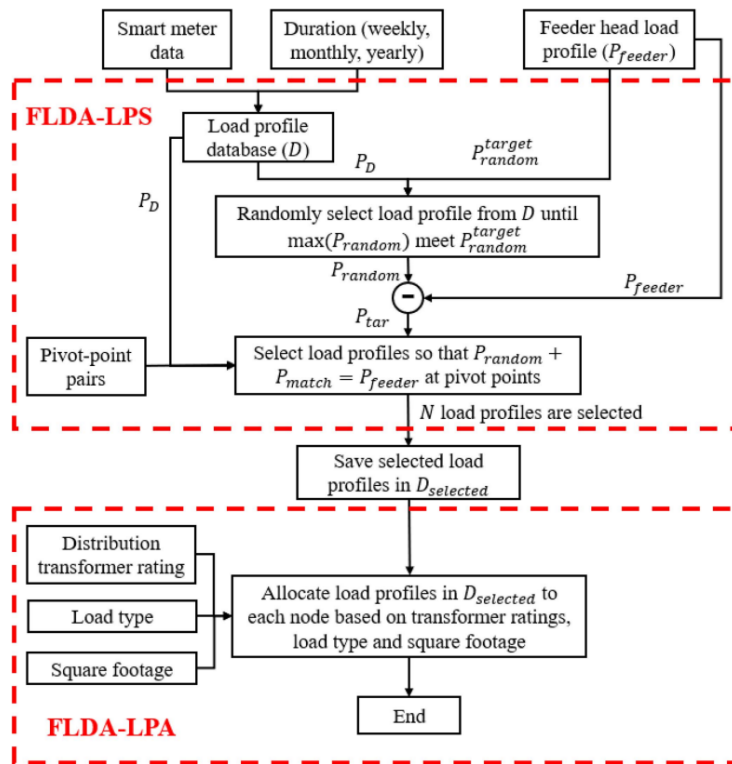 Smart meter
data
Duration (weekly,
monthly, yearly)
Feeder head load
profile (P_feeder)
FLDA-LPS
Load profile
database (D)
P_D
P_D
P_random^target
Randomly select load profile from D until
max(P_random) meet P_random^target
P_random
P_feeder
−
P_tar
Pivot-point
pairs
Select load profiles so that P_random +
P_match = P_feeder at pivot points
N load profiles are selected
Save selected load
profiles in D_selected
Distribution
transformer rating
Load type
Square footage
Allocate load profiles in D_selected to
each node based on transformer ratings,
load type and square footage
End
FLDA-LPA